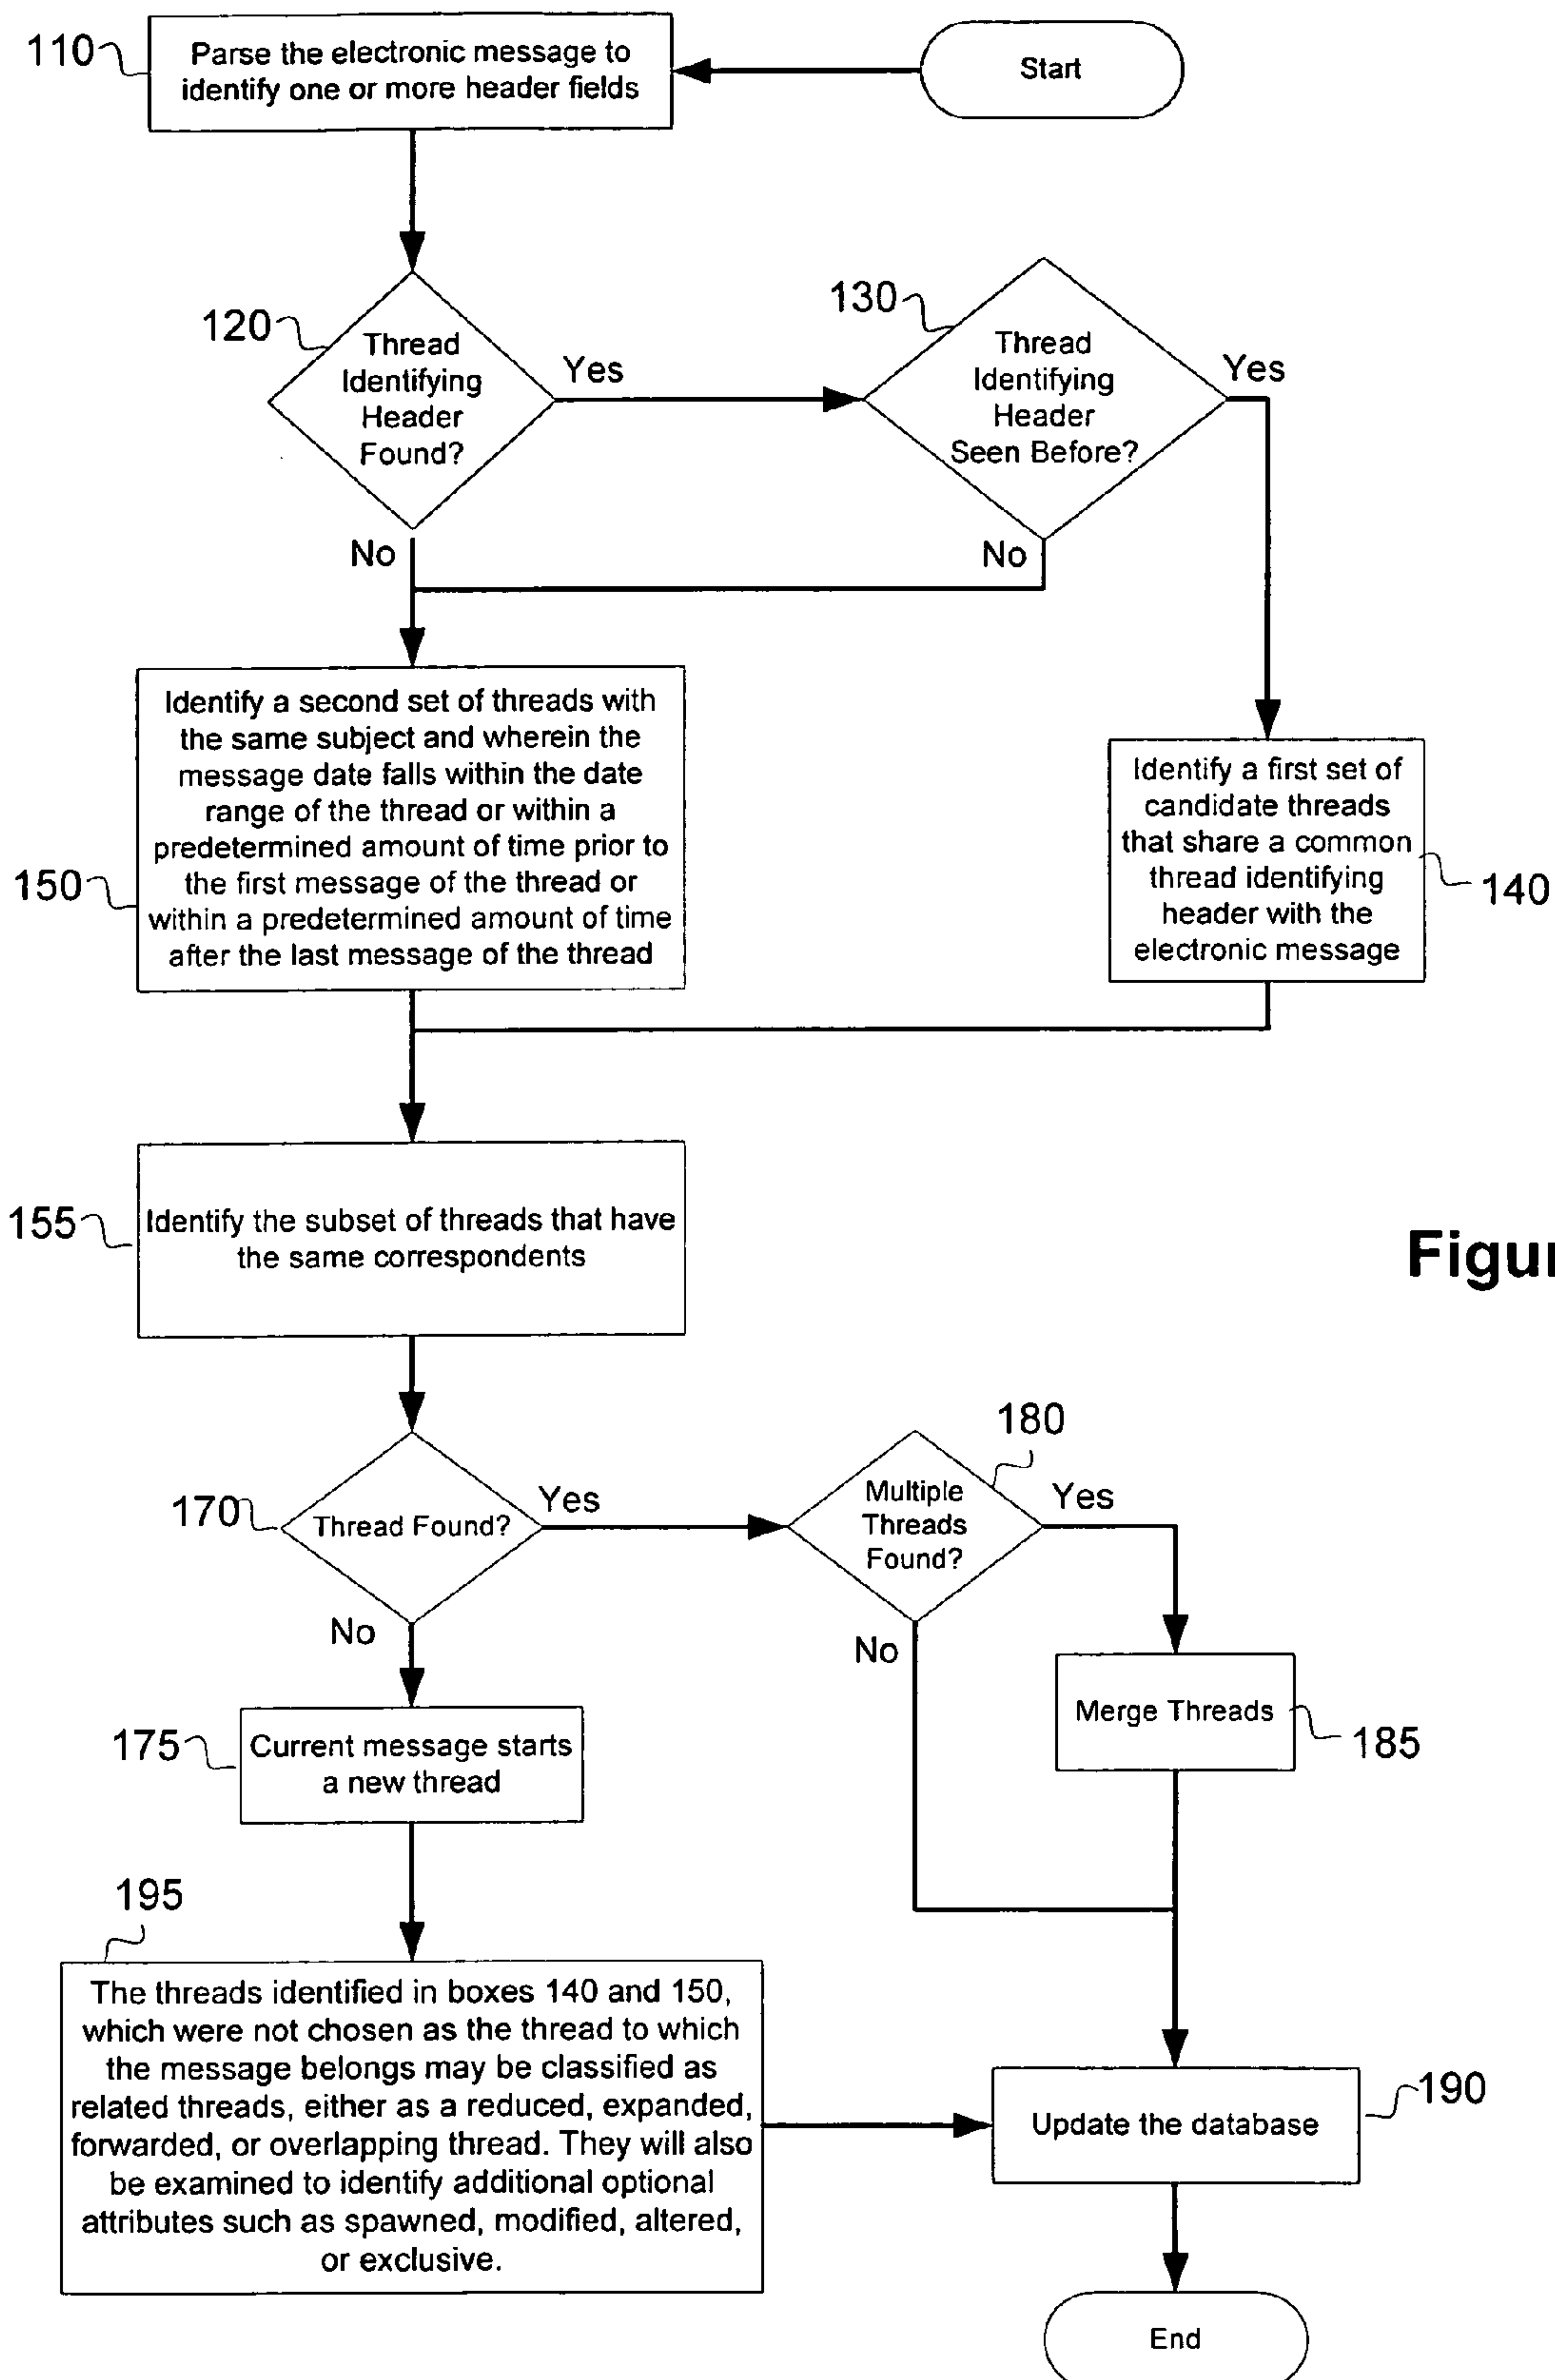 110
Parse the electronic message to
identify one or more header fields
Start
120
Thread
Identifying
Header
Found?
Yes
130
Thread
Identifying
Header
Seen Before?
Yes
No
No
150
Identify a second set of threads with
the same subject and wherein the
message date falls within the date
range of the thread or within a
predetermined amount of time prior to
the first message of the thread or
within a predetermined amount of time
after the last message of the thread
Identify a first set of
candidate threads
that share a common
thread identifying
header with the
electronic message
140
155
Identify the subset of threads that have
the same correspondents
170
Thread Found?
Yes
180
Multiple
Threads
Found?
Yes
No
No
Merge Threads
185
175
Current message starts
a new thread
195
The threads identified in boxes 140 and 150,
which were not chosen as the thread to which
the message belongs may be classified as
related threads, either as a reduced, expanded,
forwarded, or overlapping thread. They will also
be examined to identify additional optional
attributes such as spawned, modified, altered,
or exclusive.
Update the database
190
End